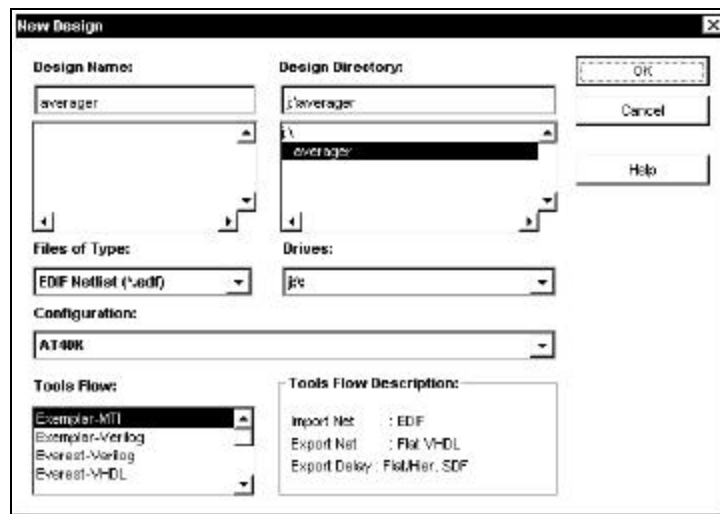 New Design
Design Name:
Design Directory:
OK
averager
j:\averager
Cancel
j:\
averager
Help
Files of Type:
Drives:
EDIF Netlist (*.edf)
Configuration:
AT40K
Tools Flow:
Tools Flow Description:
Exemplar-MTI
Exemplar-Verilog
Everest-Verilog
Everest-VHDL
Import Net : EDIF
Export Net : Flat VHDL
Export Delay : Flat/Hier. SDF